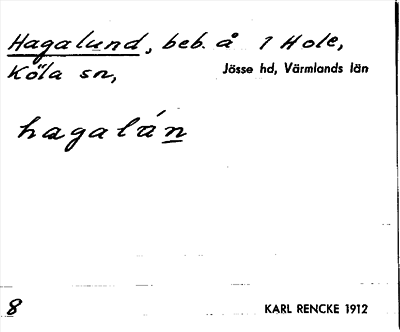 Hagalund, beb. å 1 Hole,
Köla sn, Jösse hd, Värmlands län
hagalán
8 KARL RENCKE 1912